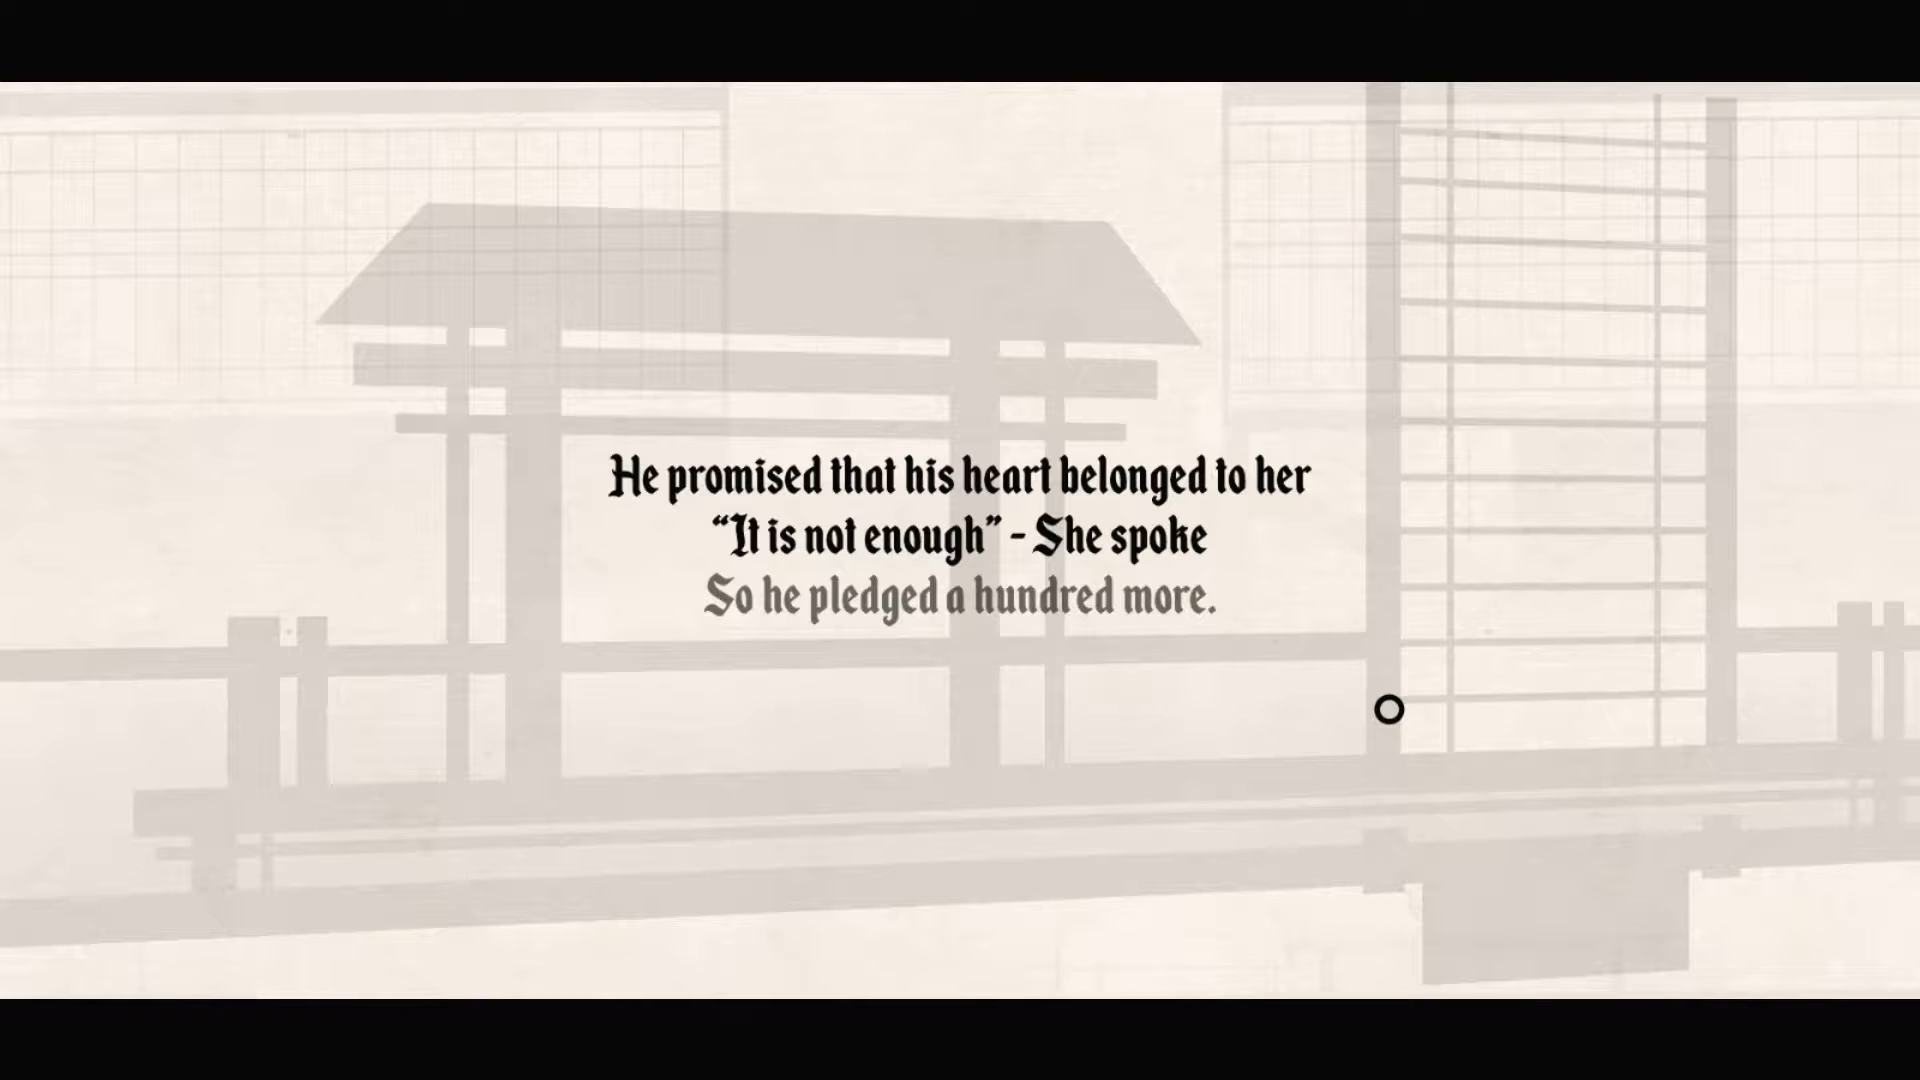 He promised that his heart belonged to her
“It is not enough” - She spoke
So he pledged a hundred more.